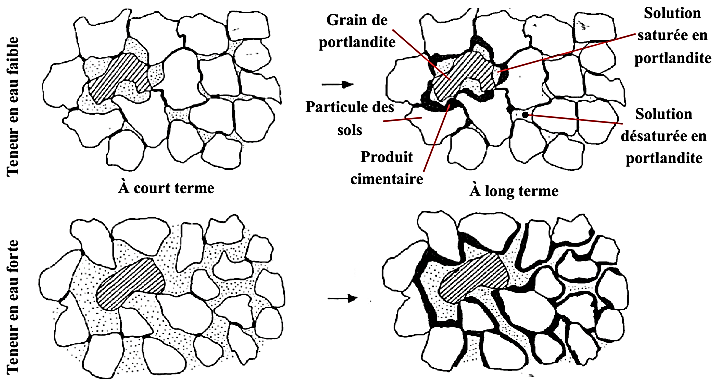 Teneur en eau faible
Grain de
portlandite
Solution
saturée en
portlandite
Particule des
sols
Produit
cimentaire
Solution
désaturée en
portlandite
À court terme
À long terme
Teneur en eau forte